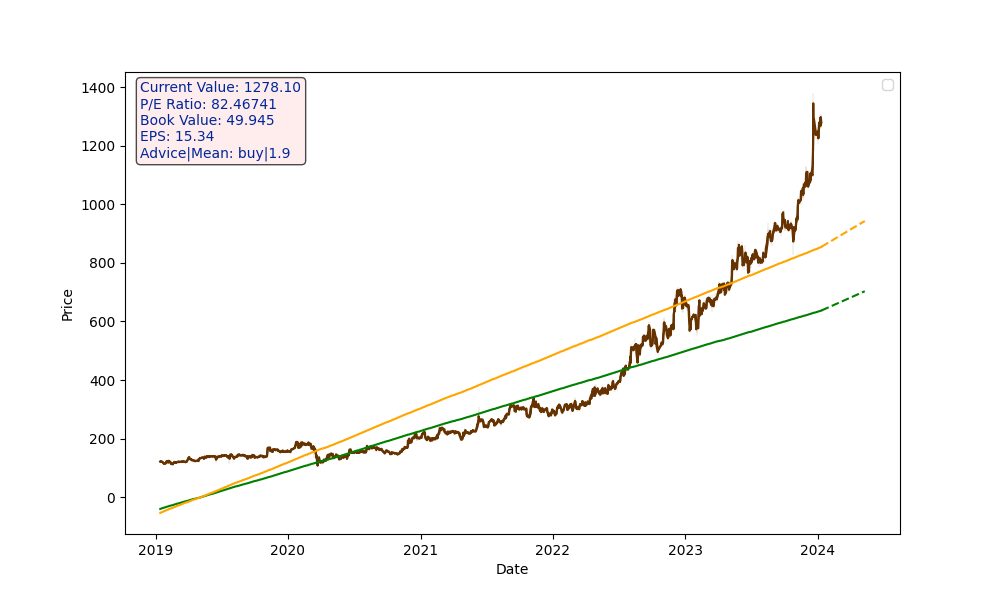 Current Value: 1278.10
P/E Ratio: 82.46741
Book Value: 49.945
EPS: 15.34
Advice|Mean: buy|1.9
1400
1200
1000
800
600
400
200
0
Price
2019 2020 2021 2022 2023 2024
Date